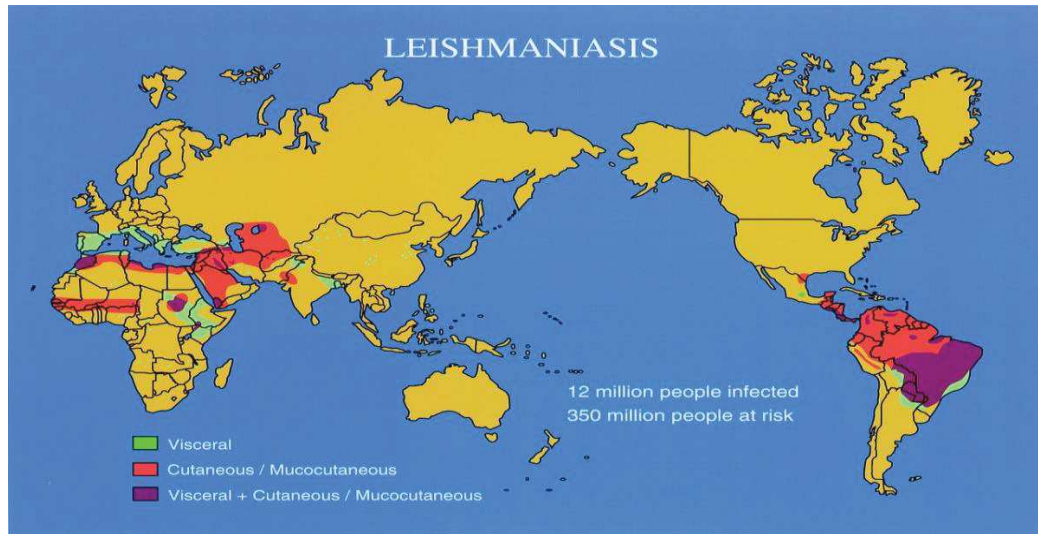 LEISHMANIASIS
12 million people infected
350 million people at risk
Visceral
Cutaneous / Mucocutaneous
Visceral + Cutaneous / Mucocutaneous